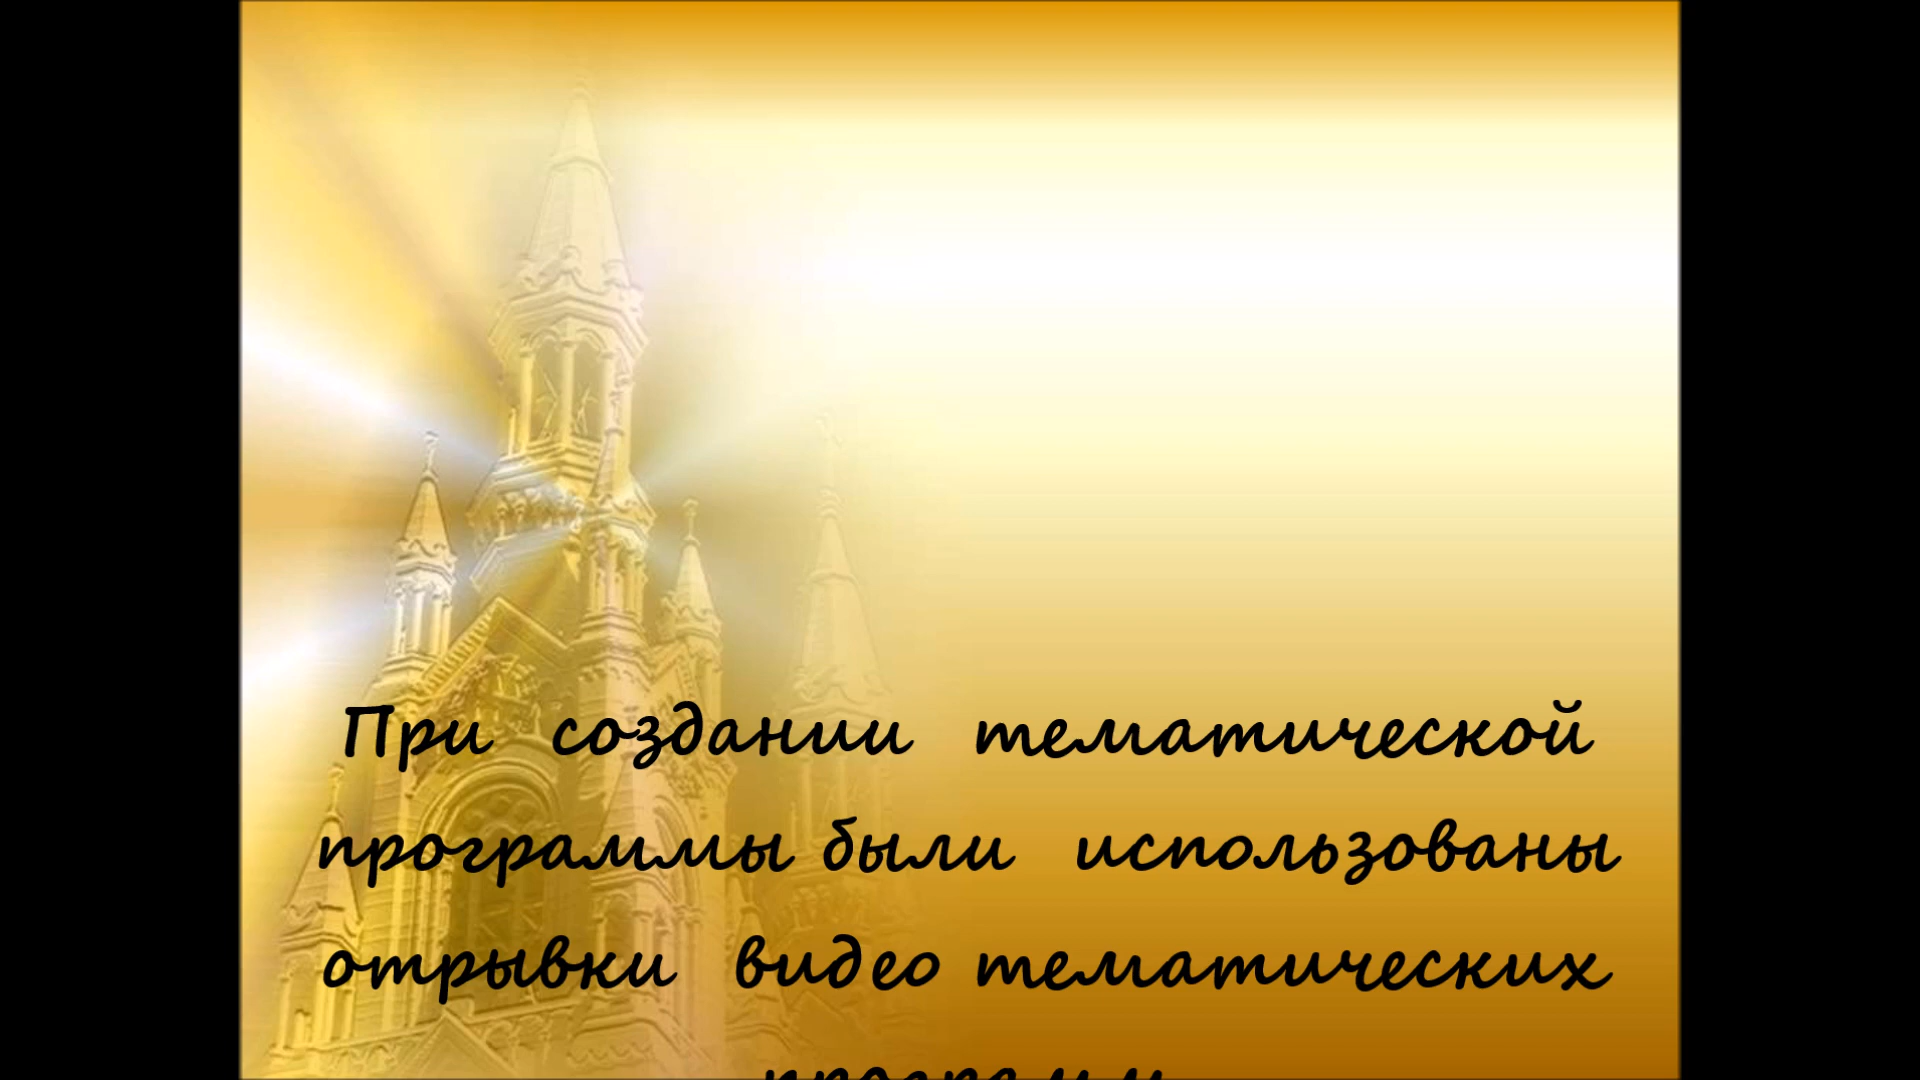 При создании тематической
программы были использованы
отрывки видео тематических